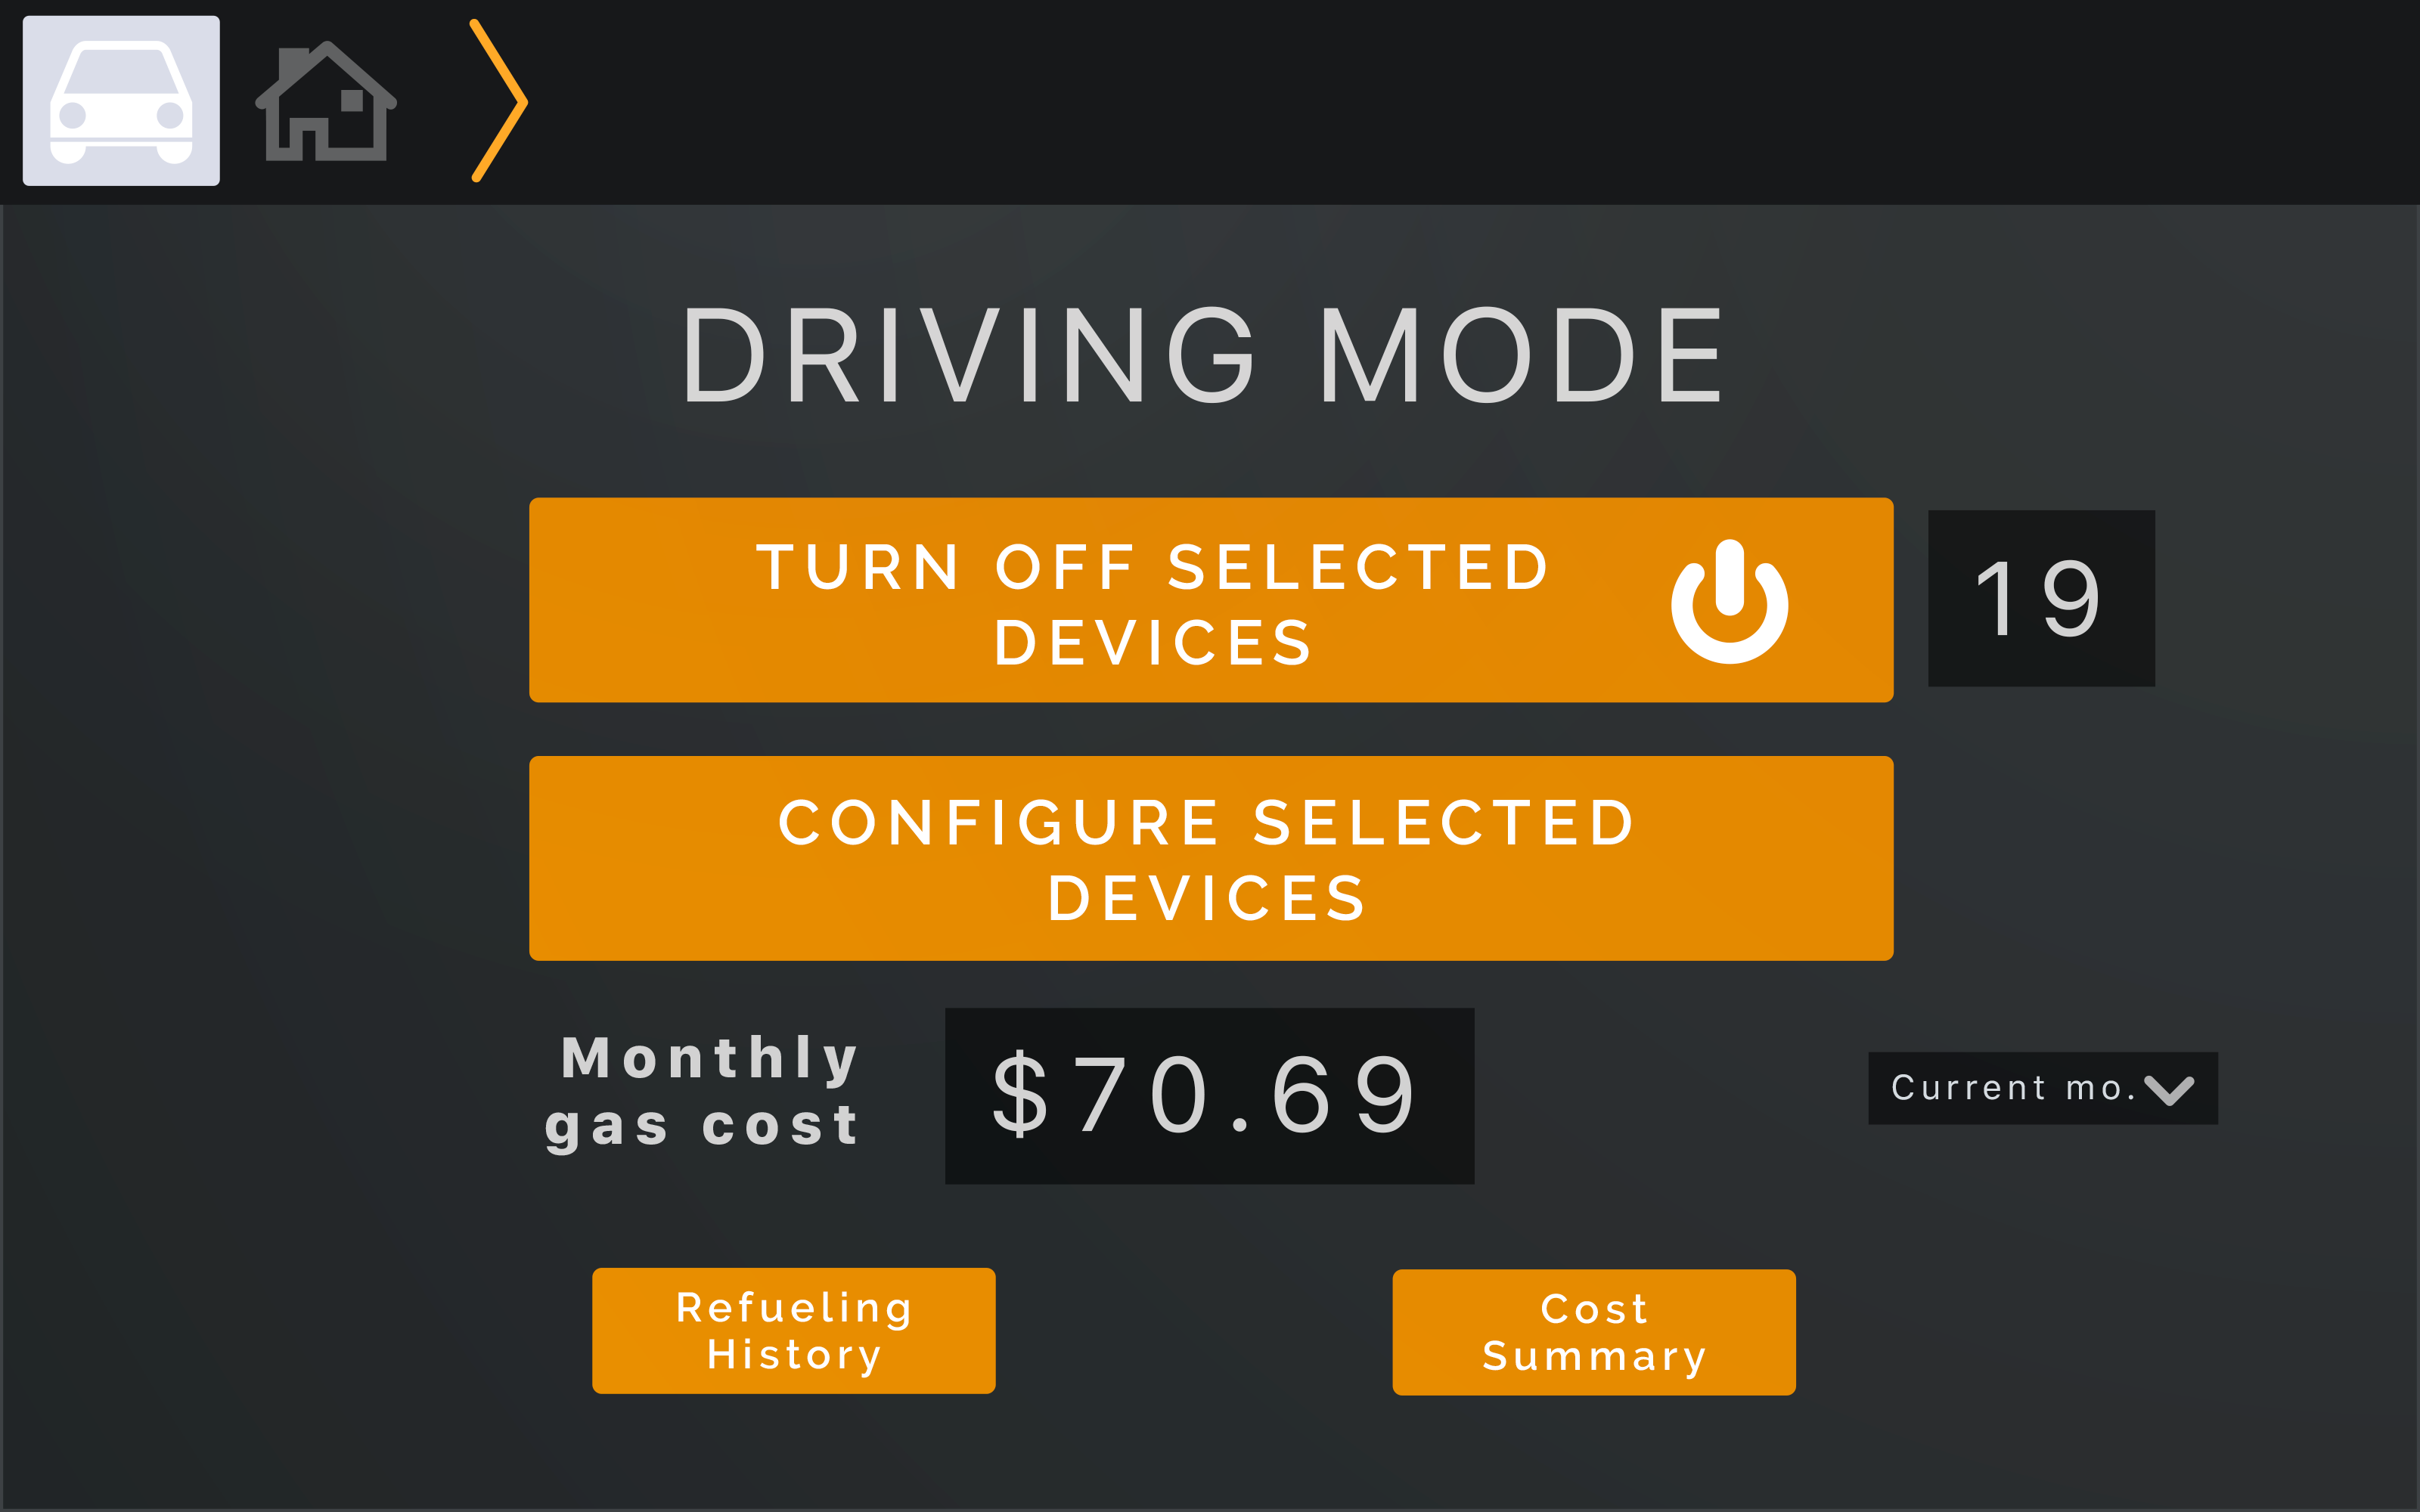 DRIVING MODE
TURN OFF SELECTED
DEVICES
19
CONFIGURE SELECTED
DEVICES
Monthly
gas cost
$70.69
Current mo.
Refueling
History
Cost
Summary